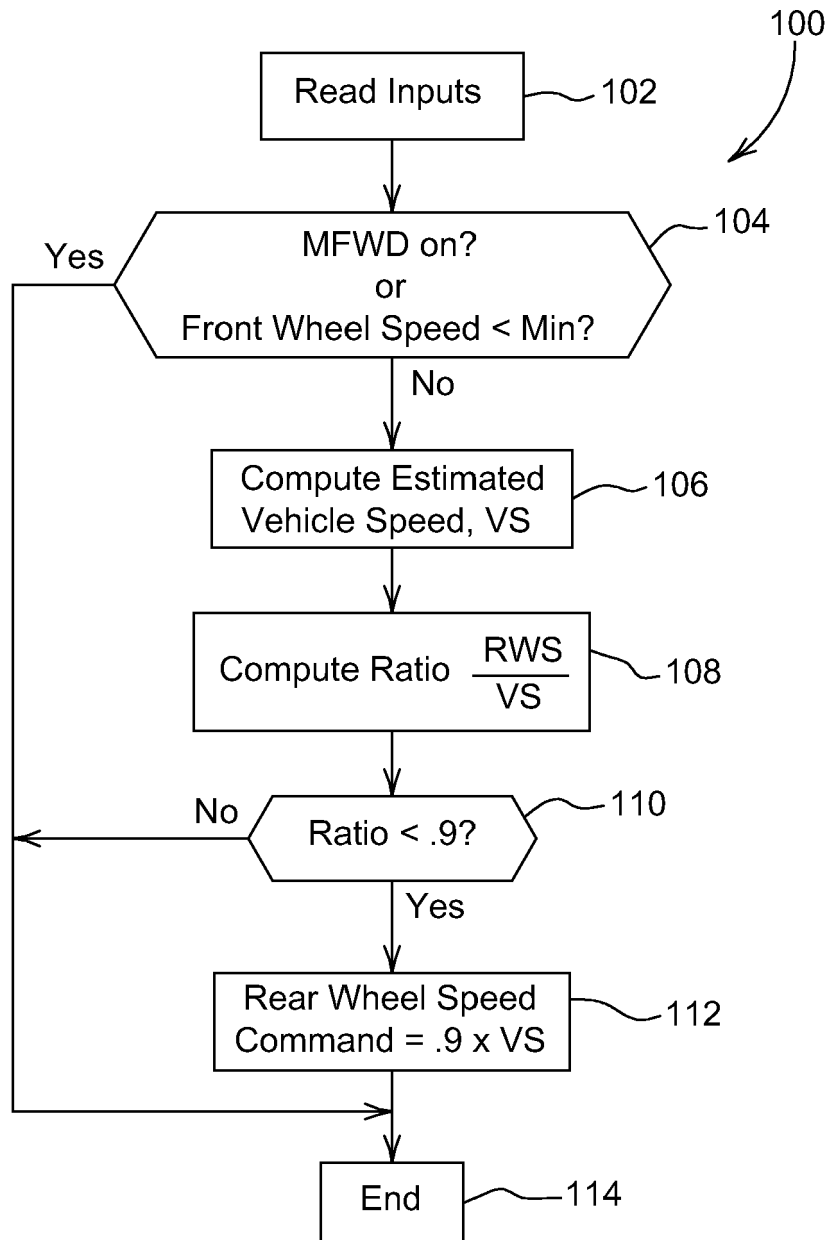 100
Read Inputs
102
MFWD on?
or
Front Wheel Speed < Min?
104
Yes
No
Compute Estimated
Vehicle Speed, VS
106
Compute Ratio RWS
VS
108
Ratio < .9?
110
No
Yes
Rear Wheel Speed
Command = .9 x VS
112
End
114